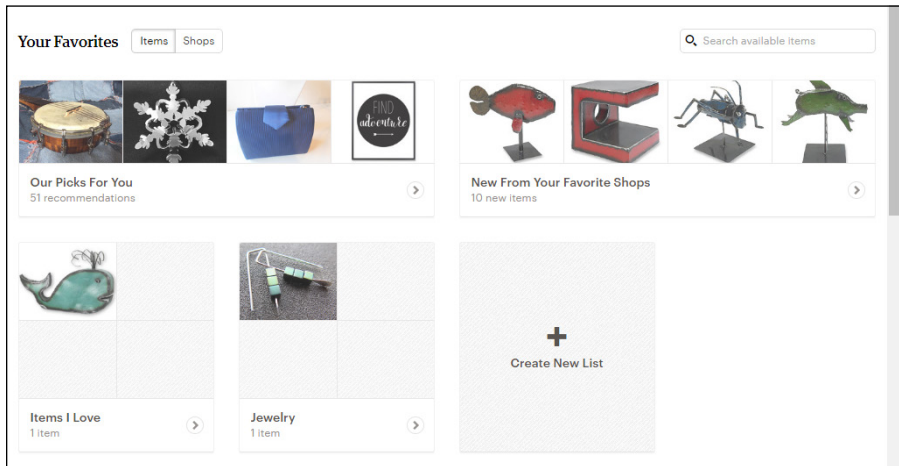 Your Favorites
Items
Shops
Search available items
FIND
adventure
Our Picks For You
51 recommendations
New From Your Favorite Shops
10 new items
Create New List
Items I Love
1 item
Jewelry
1 item